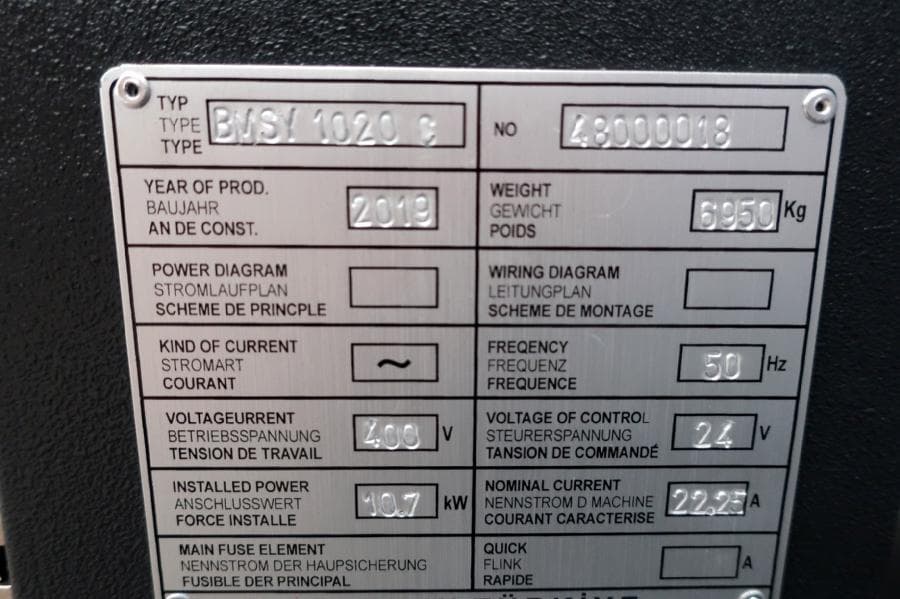 TYP
TYPE BMSY 1020 C
TYPE
NO 48000018
YEAR OF PROD.
BAUJAHR 2019
AN DE CONST.
WEIGHT
GEWICHT 6950 Kg
POIDS
POWER DIAGRAM
STROMLAUFPLAN
SCHEME DE PRINCPLE
WIRING DIAGRAM
LEITUNGPLAN
SCHEME DE MONTAGE
KIND OF CURRENT
STROMART ~
COURANT
FREQENCY
FREQUENZ 50 Hz
FREQUENCE
VOLTAGEURRENT
BETRIEBSSPANNUNG 400 V
TENSION DE TRAVAIL
VOLTAGE OF CONTROL
STEURERSPANNUNG 24 V
TANSION DE COMMANDÉ
INSTALLED POWER
ANSCHLUSSWERT 10.7 kW
FORCE INSTALLE
NOMINAL CURRENT
NENNSTROM D MACHINE 22,25 A
COURANT CARACTERISE
MAIN FUSE ELEMENT
NENNSTROM DER HAUPSICHERUNG
FUSIBLE DER PRINCIPAL
QUICK
FLINK A
RAPIDE